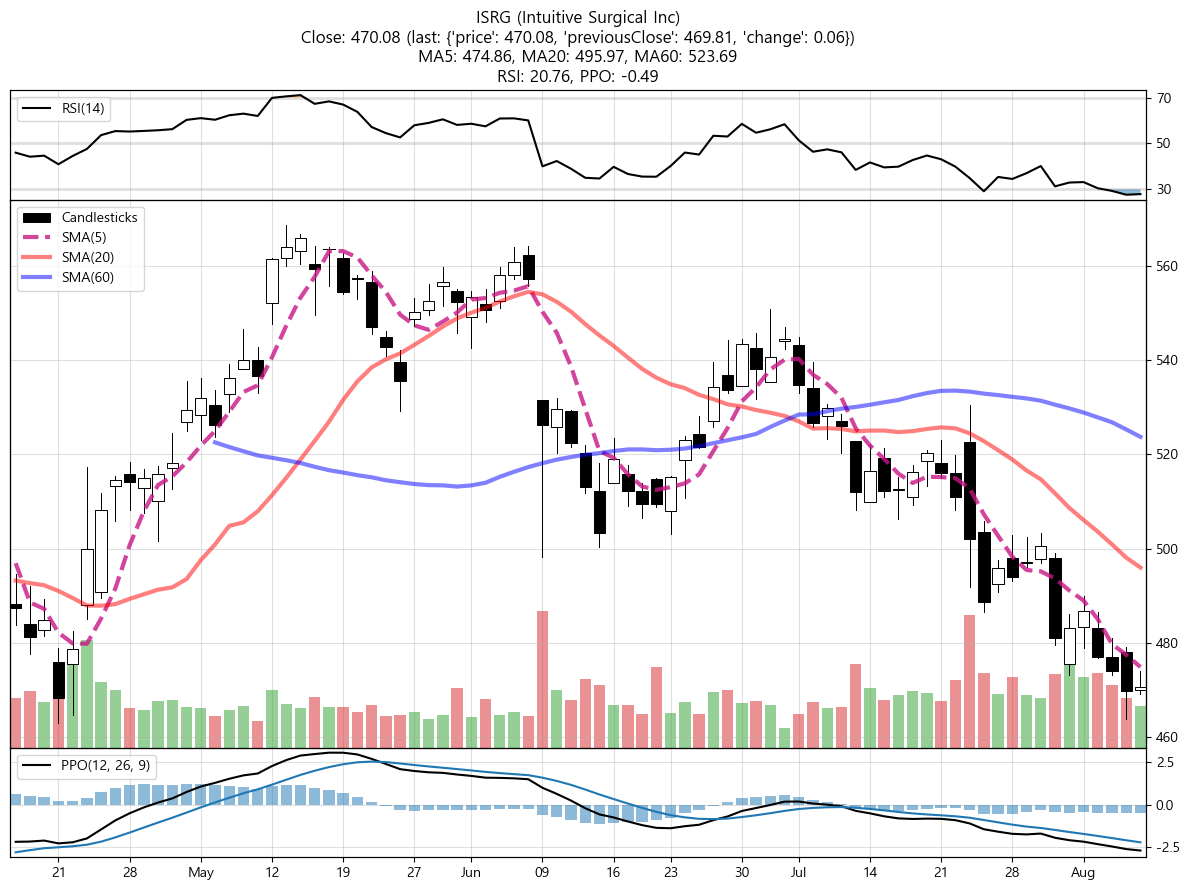 ISRG (Intuitive Surgical Inc)
Close: 470.08 (last: {'price': 470.08, 'previousClose': 469.81, 'change': 0.06})
MA5: 474.86, MA20: 495.97, MA60: 523.69
RSI: 20.76, PPO: -0.49
RSI(14)
70
50
30
Candlesticks
SMA(5)
SMA(20)
SMA(60)
560
540
520
500
480
460
PPO(12, 26, 9)
2.5
0.0
−2.5
21 28 May 12 19 27 Jun 09 16 23 30 Jul 14 21 28 Aug